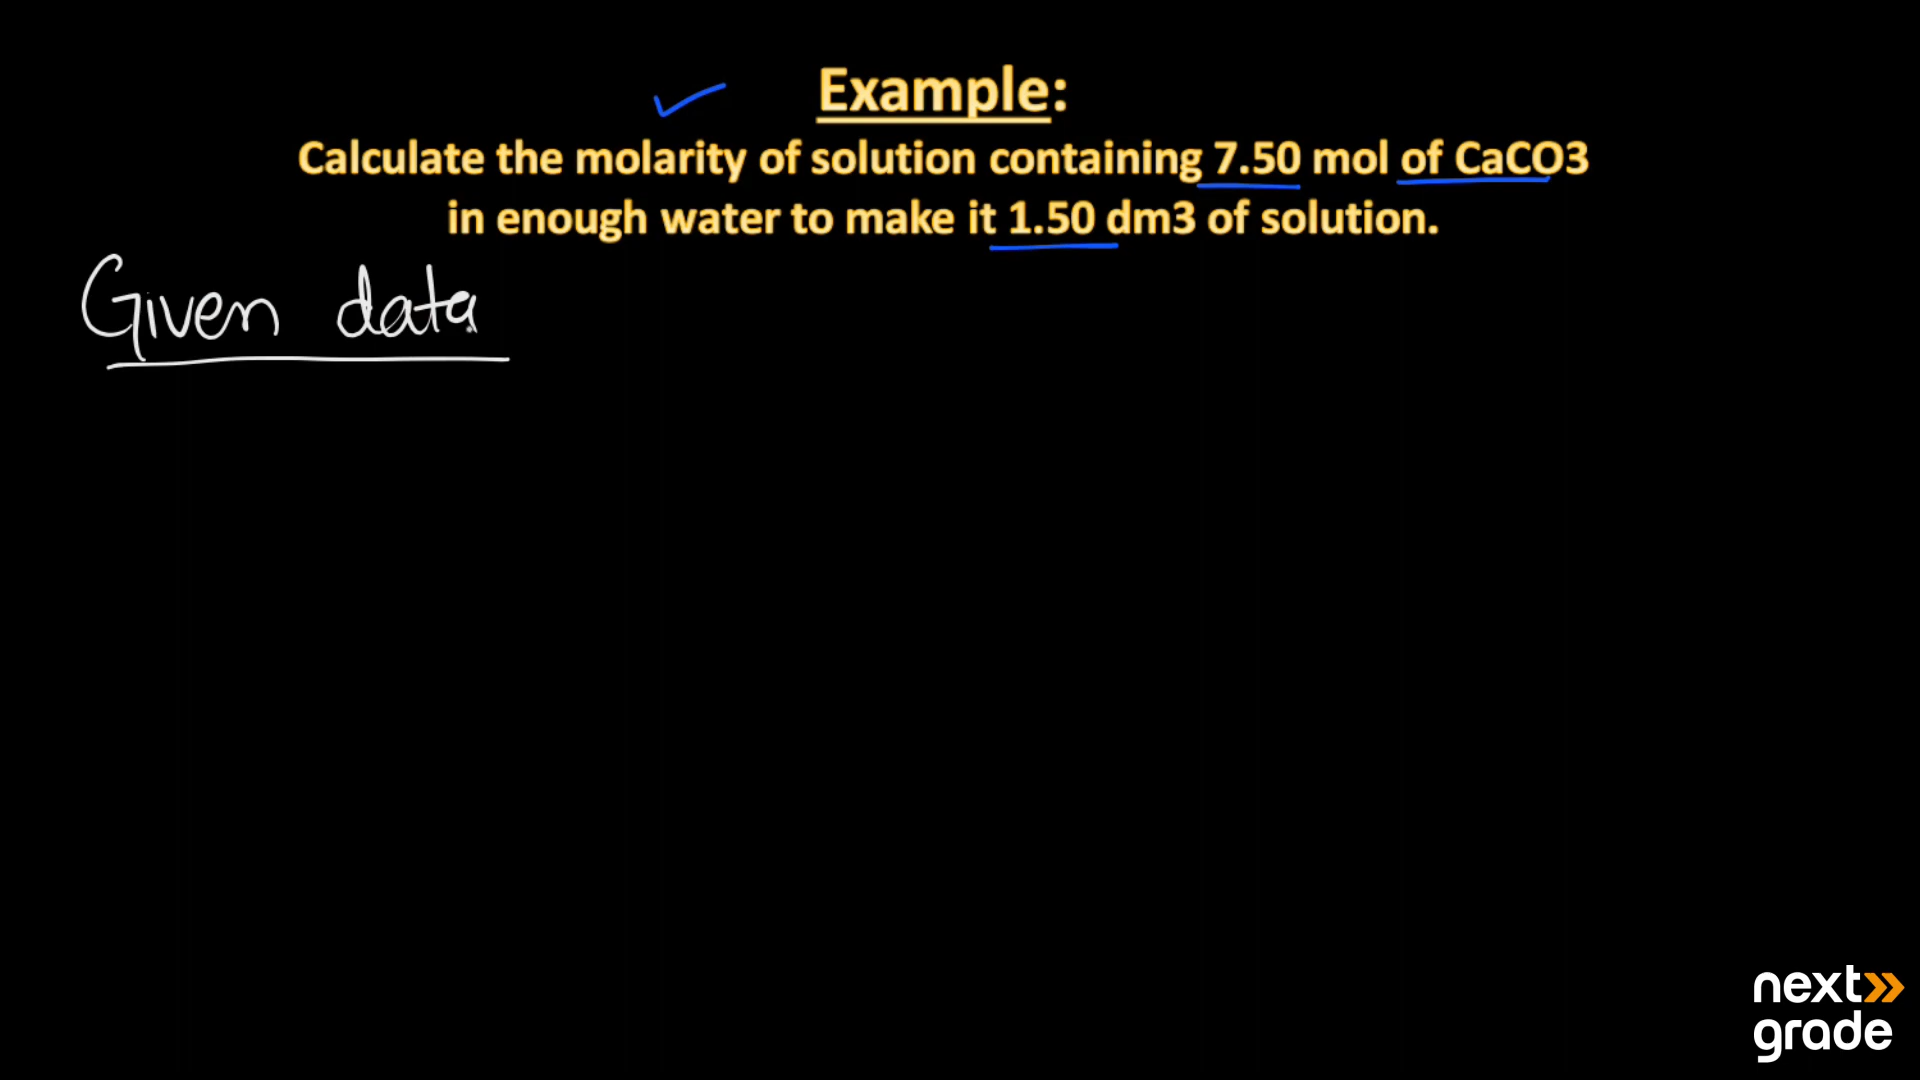 Example:
Calculate the molarity of solution containing 7.50 mol of CaCO3
in enough water to make it 1.50 dm3 of solution.
Given data
next
grade